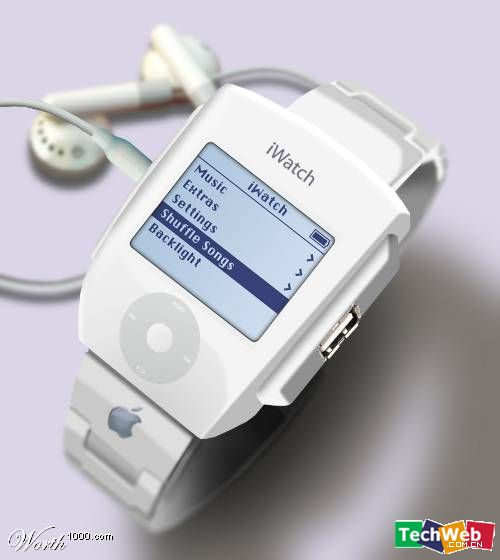 iWatch
iWatch
Music
Extras
Settings
Shuffle Songs
Backlight
Worth1000.com
TechWeb
.COM.CN